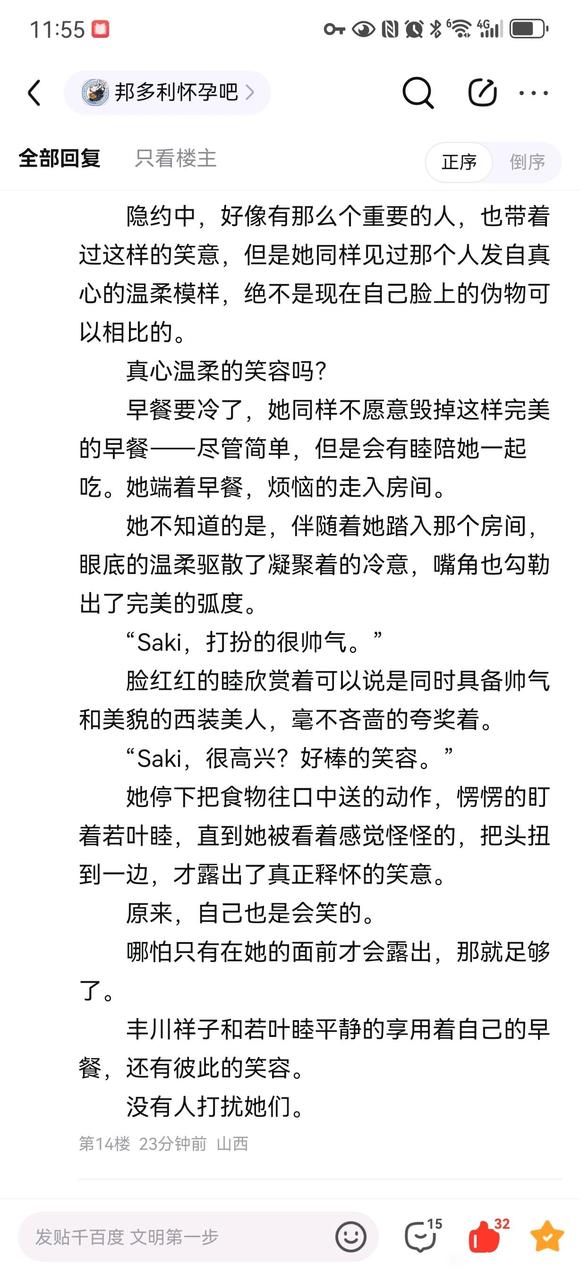 11:55
6
4G
邦多利怀孕吧
全部回复
只看楼主
正序
倒序
隐约中，好像有那么个重要的人，也带着
过这样的笑意，但是她同样见过那个人发自真
心的温柔模样，绝不是现在自己脸上的伪物可
以相比的。
真心温柔的笑容吗？
早餐要冷了，她同样不愿意毁掉这样完美
的早餐——尽管简单，但是会有睦陪她一起
吃。她端着早餐，烦恼的走入房间。
她不知道的是，伴随着她踏入那个房间，
眼底的温柔驱散了凝聚着的冷意，嘴角也勾勒
出了完美的弧度。
“Saki，打扮的很帅气。”
脸红红的睦欣赏着可以说是同时具备帅气
和美貌的西装美人，毫不吝啬的夸奖着。
“Saki，很高兴？好棒的笑容。”
她停下把食物往口中送的动作，愣愣的盯
着若叶睦，直到她被看着感觉怪怪的，把头扭
到一边，才露出了真正释怀的笑意。
原来，自己也是会笑的。
哪怕只有在她的面前才会露出，那就足够
了。
丰川祥子和若叶睦平静的享用着自己的早
餐，还有彼此的笑容。
没有人打扰她们。
第14楼 23分钟前 山西
发贴千百度 文明第一步
15
32